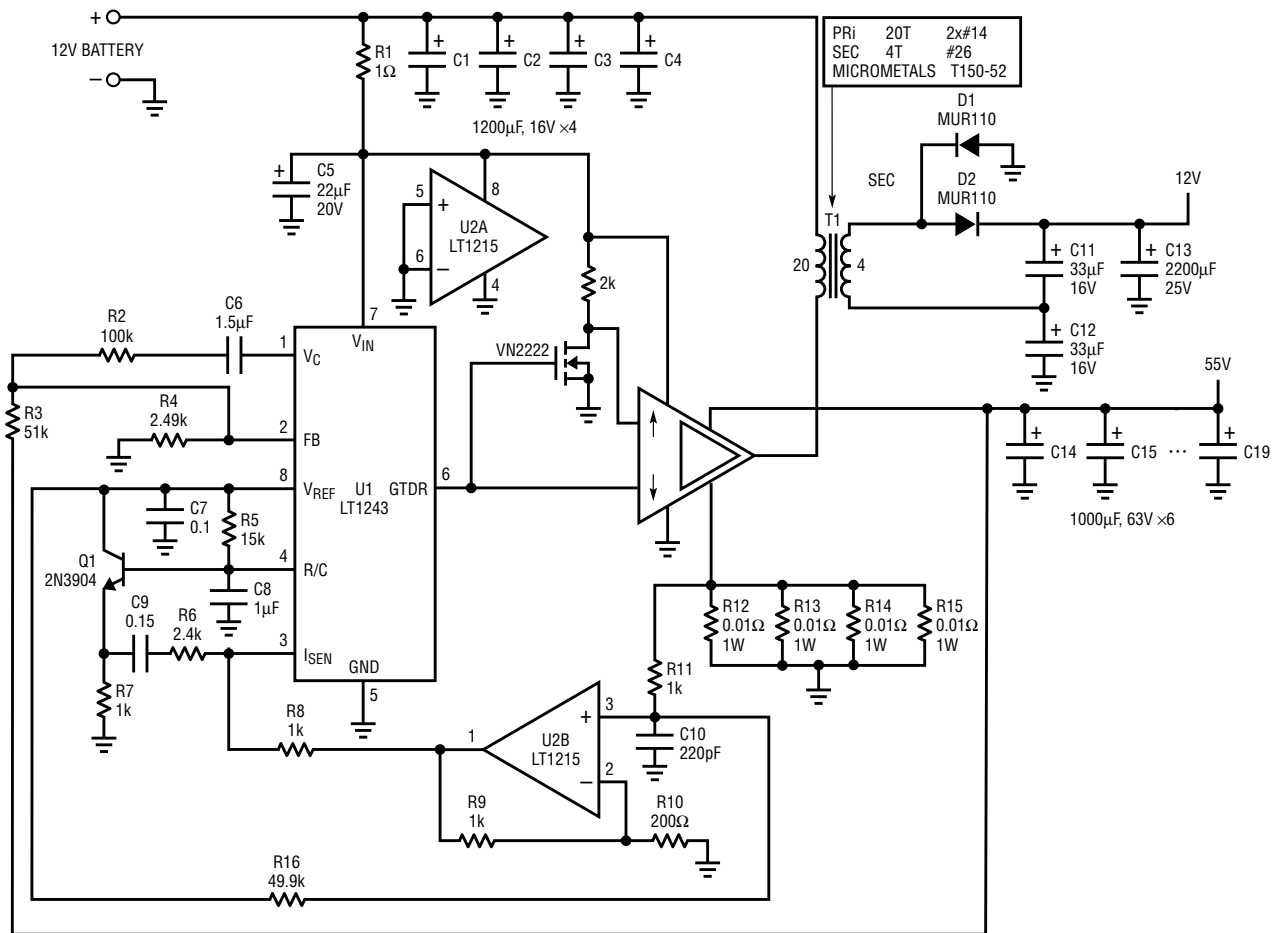 +
12V BATTERY
–
R1
1Ω
+
C1
+
C2
+
C3
+
C4
1200µF, 16V ×4
PRi 20T 2x#14
SEC 4T #26
MICROMETALS T150-52
D1
MUR110
SEC
D2
MUR110
12V
T1
20
4
+
C11
33µF
16V
+
C13
2200µF
25V
+
C12
33µF
16V
+
C5
22µF
20V
5
+
6
–
U2A
LT1215
8
4
2k
VN2222
R2
100k
C6
1.5µF
R3
51k
R4
2.49k
1
VC
7
VIN
2
FB
8
VREF
U1
LT1243
GTDR
6
4
R/C
3
ISEN
GND
5
C7
0.1
R5
15k
Q1
2N3904
C8
1µF
C9
0.15
R6
2.4k
R7
1k
55V
+
C14
+
C15
···
+
C19
1000µF, 63V ×6
R12
0.01Ω
1W
R13
0.01Ω
1W
R14
0.01Ω
1W
R15
0.01Ω
1W
R11
1k
R8
1k
1
U2B
LT1215
+
3
–
2
C10
220pF
R9
1k
R10
200Ω
R16
49.9k